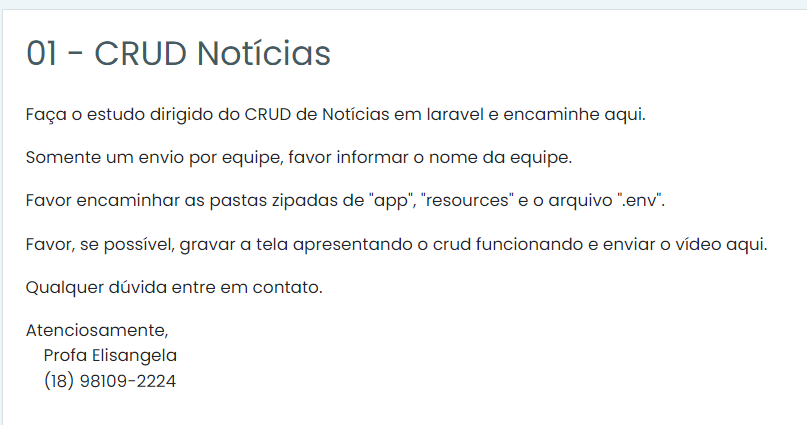 01 - CRUD Notícias
Faça o estudo dirigido do CRUD de Notícias em laravel e encaminhe aqui.
Somente um envio por equipe, favor informar o nome da equipe.
Favor encaminhar as pastas zipadas de "app", "resources" e o arquivo ".env".
Favor, se possível, gravar a tela apresentando o crud funcionando e enviar o vídeo aqui.
Qualquer dúvida entre em contato.
Atenciosamente,
Profa Elisangela
(18) 98109-2224